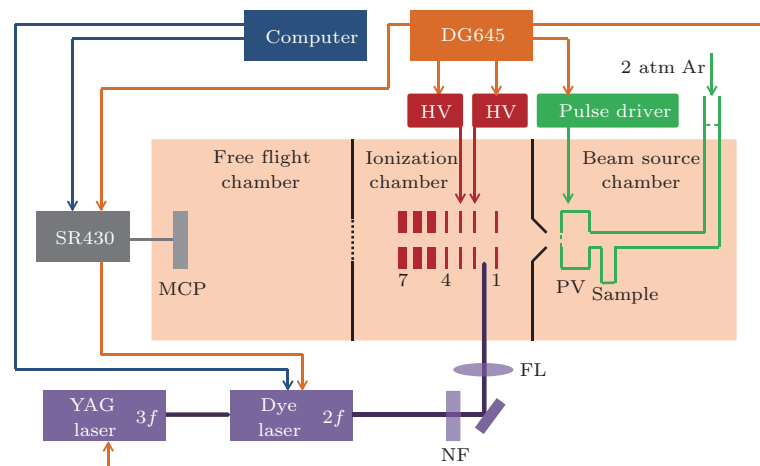 Computer
DG645
2 atm Ar
HV
HV
Pulse driver
Free flight
chamber
Ionization
chamber
Beam source
chamber
SR430
MCP
7
4
1
PV
Sample
FL
YAG
laser
3f
Dye
laser
2f
NF